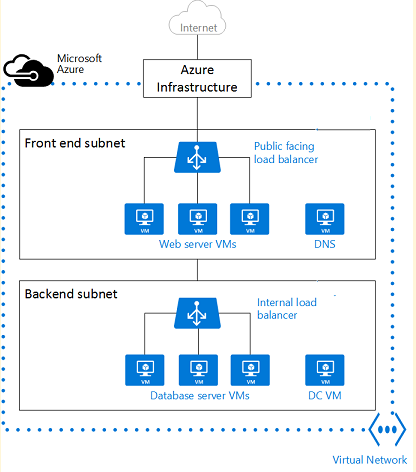 Internet
Microsoft
Azure
Azure
Infrastructure
Front end subnet
Public facing
load balancer
VM
VM
VM
VM
Web server VMs
DNS
Backend subnet
Internal load
balancer
VM
VM
VM
VM
Database server VMs
DC VM
Virtual Network